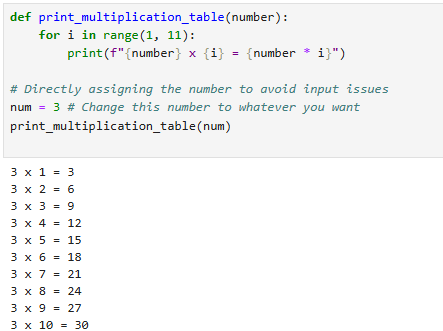 def print_multiplication_table(number):
    for i in range(1, 11):
        print(f"{number} x {i} = {number * i}")
# Directly assigning the number to avoid input issues
num = 3 # Change this number to whatever you want
print_multiplication_table(num)
3 x 1 = 3
3 x 2 = 6
3 x 3 = 9
3 x 4 = 12
3 x 5 = 15
3 x 6 = 18
3 x 7 = 21
3 x 8 = 24
3 x 9 = 27
3 x 10 = 30